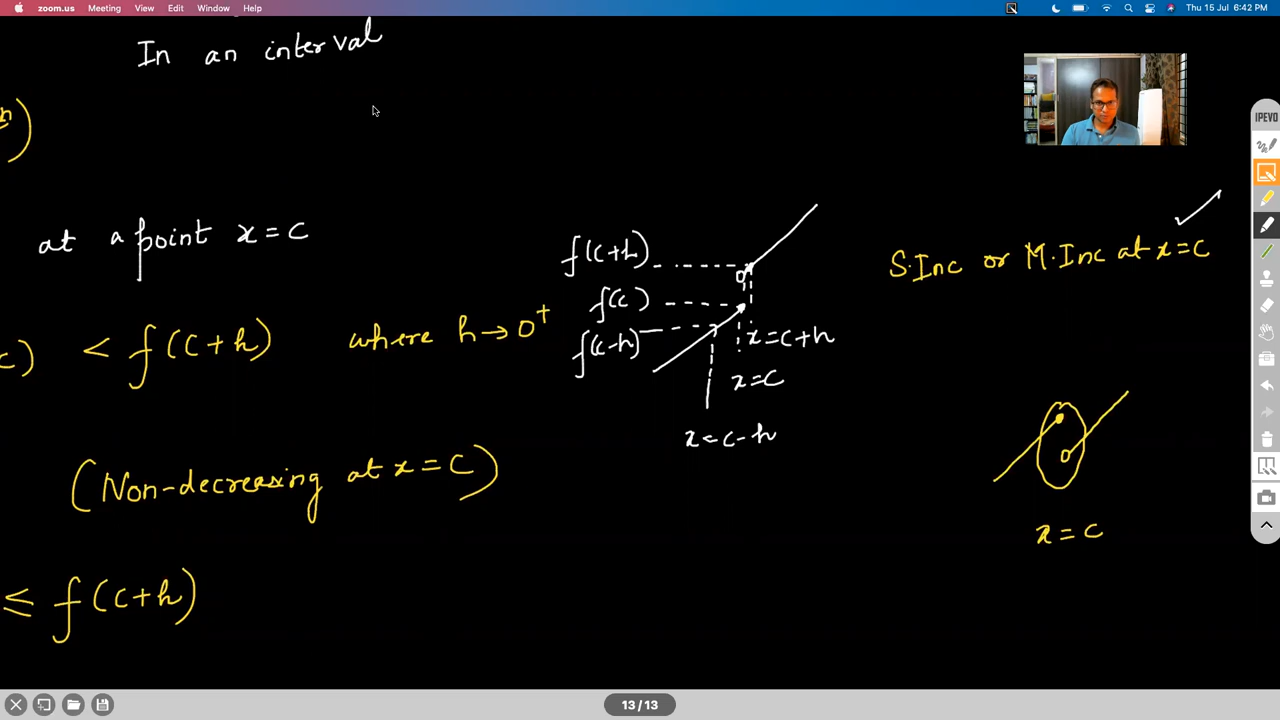 zoom.us Meeting View Edit Window Help Thu 15 Jul 6:42 PM
In an interval
at a point x = c
f(c+h)
f(c)
f(c-h)
x = c+h
x = c
x = c-h
S.Inc or M.Inc at x = c
IPEVO
c) < f(c+h) where h → 0⁺
(Non-decreasing at x = c)
x = c
≤ f(c+h)
13/13